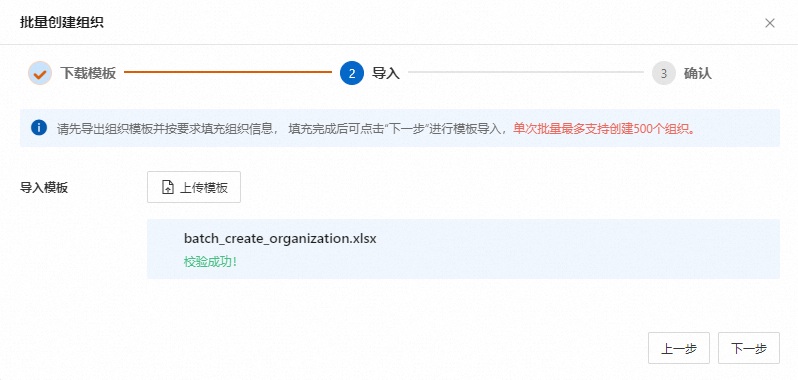 批量创建组织
下载模板
2 导入
3 确认
请先导出组织模板并按要求填充组织信息， 填充完成后可点击“下一步”进行模板导入，单次批量最多支持创建500个组织。
导入模板
上传模板
batch_create_organization.xlsx
校验成功！
上一步 下一步